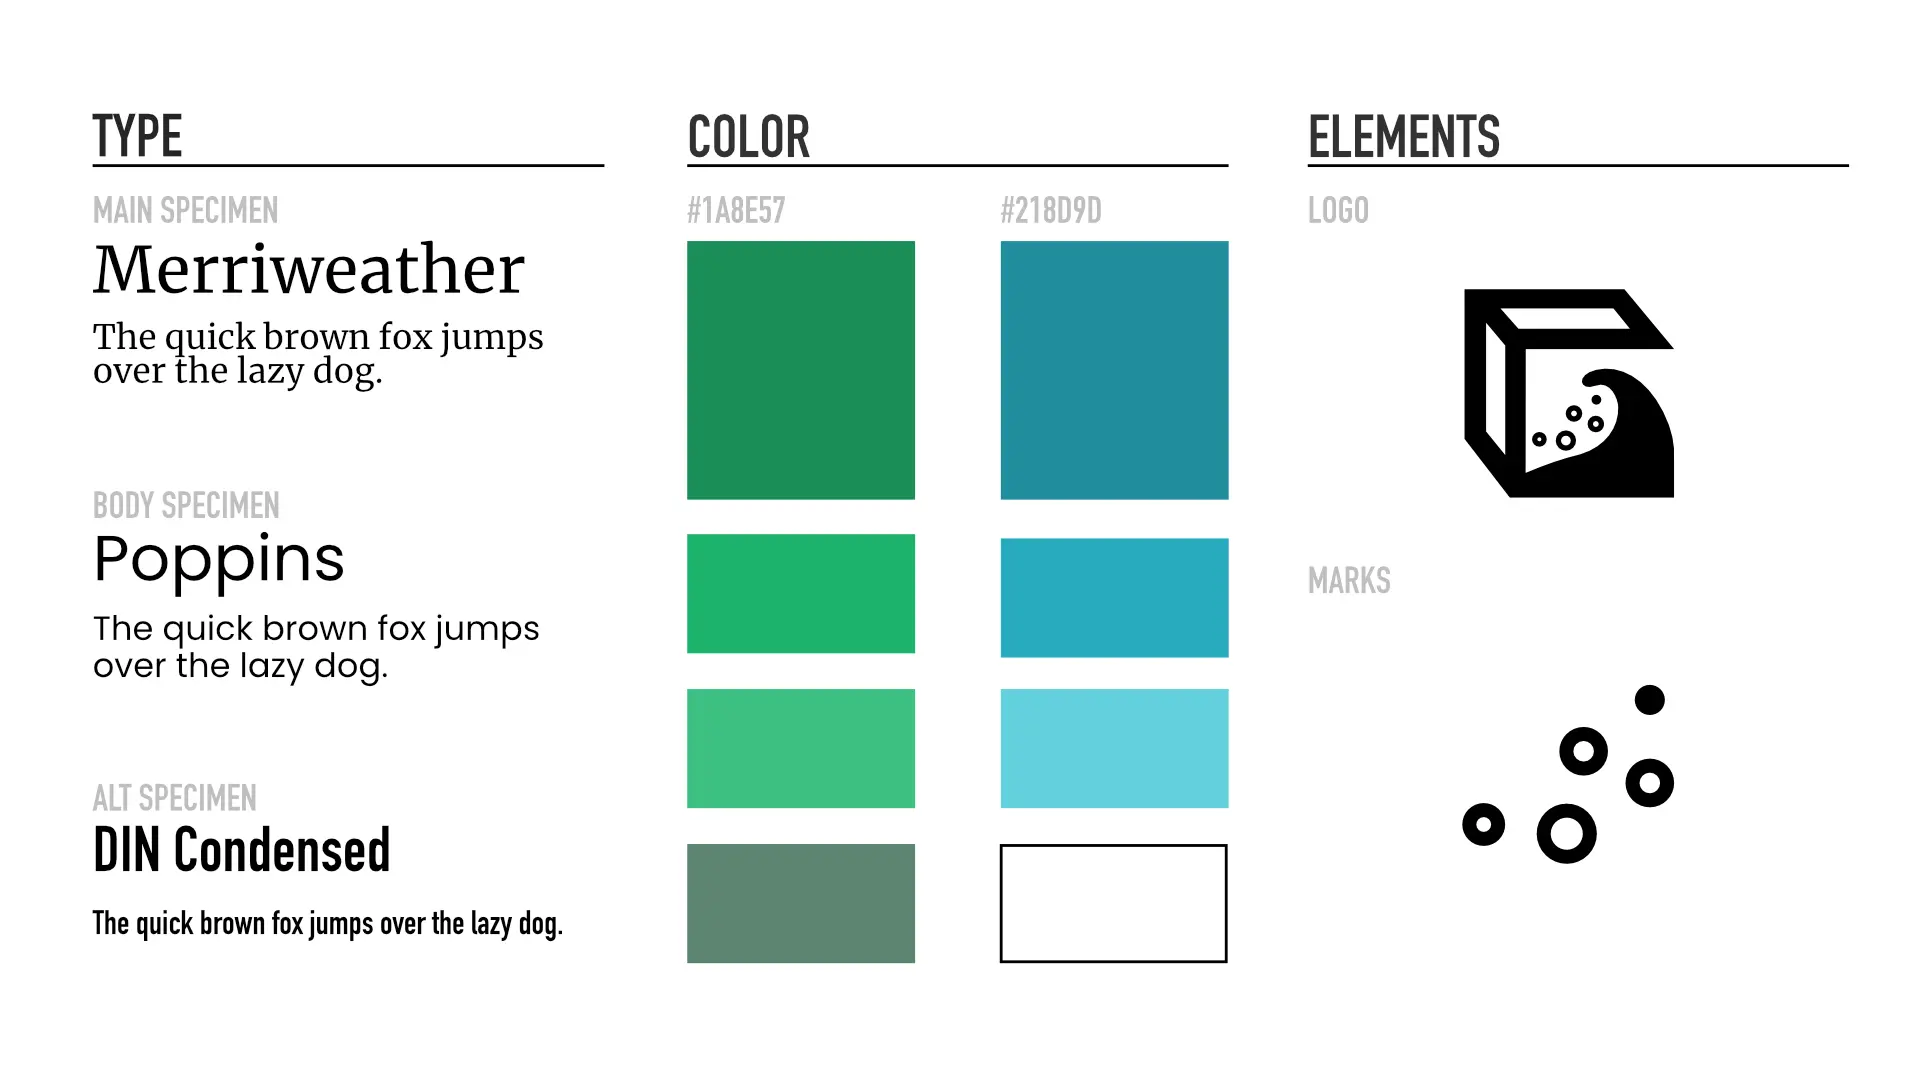 TYPE
MAIN SPECIMEN
Merriweather
The quick brown fox jumps
over the lazy dog.
BODY SPECIMEN
Poppins
The quick brown fox jumps
over the lazy dog.
ALT SPECIMEN
DIN Condensed
The quick brown fox jumps over the lazy dog.
COLOR
#1A8E57
#218D9D
ELEMENTS
LOGO
MARKS